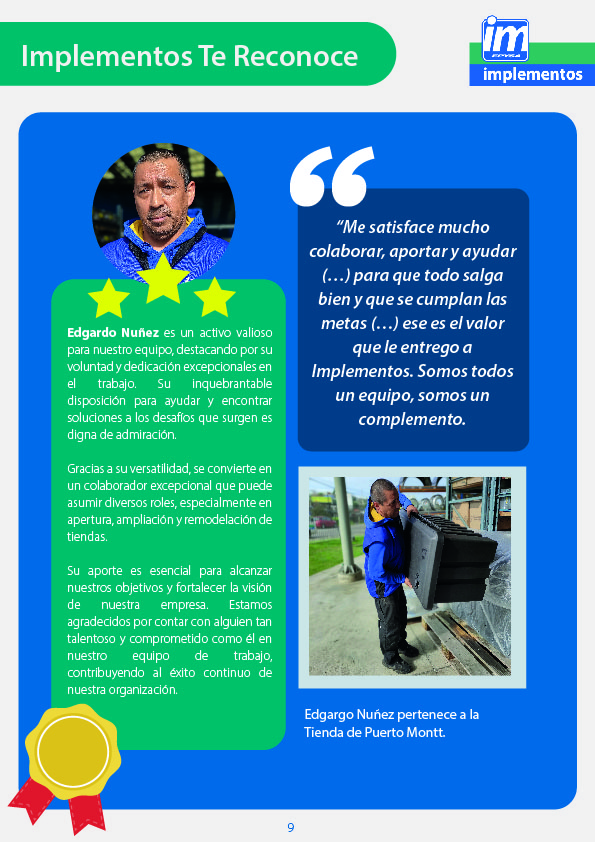 Implementos Te Reconoce
im
EPYSA
implementos
Edgardo Nuñez es un activo valioso
para nuestro equipo, destacando por su
voluntad y dedicación excepcionales en
el trabajo. Su inquebrantable
disposición para ayudar y encontrar
soluciones a los desafíos que surgen es
digna de admiración.
Gracias a su versatilidad, se convierte en
un colaborador excepcional que puede
asumir diversos roles, especialmente en
apertura, ampliación y remodelación de
tiendas.
Su aporte es esencial para alcanzar
nuestros objetivos y fortalecer la visión
de nuestra empresa. Estamos
agradecidos por contar con alguien tan
talentoso y comprometido como él en
nuestro equipo de trabajo,
contribuyendo al éxito continuo de
nuestra organización.
“Me satisface mucho
colaborar, aportar y ayudar
(…) para que todo salga
bien y que se cumplan las
metas (…) ese es el valor
que le entrego a
Implementos. Somos todos
un equipo, somos un
complemento.
Edgargo Nuñez pertenece a la
Tienda de Puerto Montt.
9